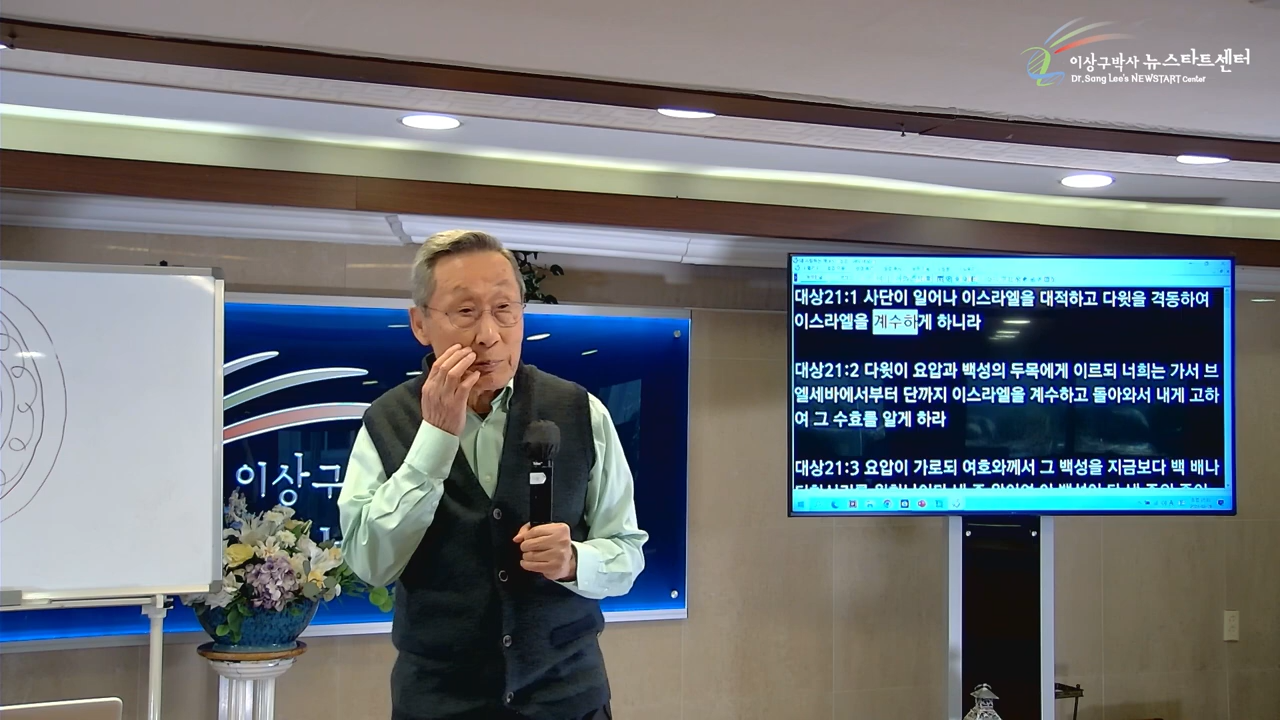 이상구박사 뉴스타트센터
Dr. Sang Lee's NEWSTART Center
대상21:1 사단이 일어나 이스라엘을 대적하고 다윗을 격동하여
이스라엘을 계수하게 하니라
대상21:2 다윗이 요압과 백성의 두목에게 이르되 너희는 가서 브
엘세바에서부터 단까지 이스라엘을 계수하고 돌아와서 내게 고하
여 그 수효를 알게 하라
대상21:3 요압이 가로되 여호와께서 그 백성을 지금보다 백 배나
이상구